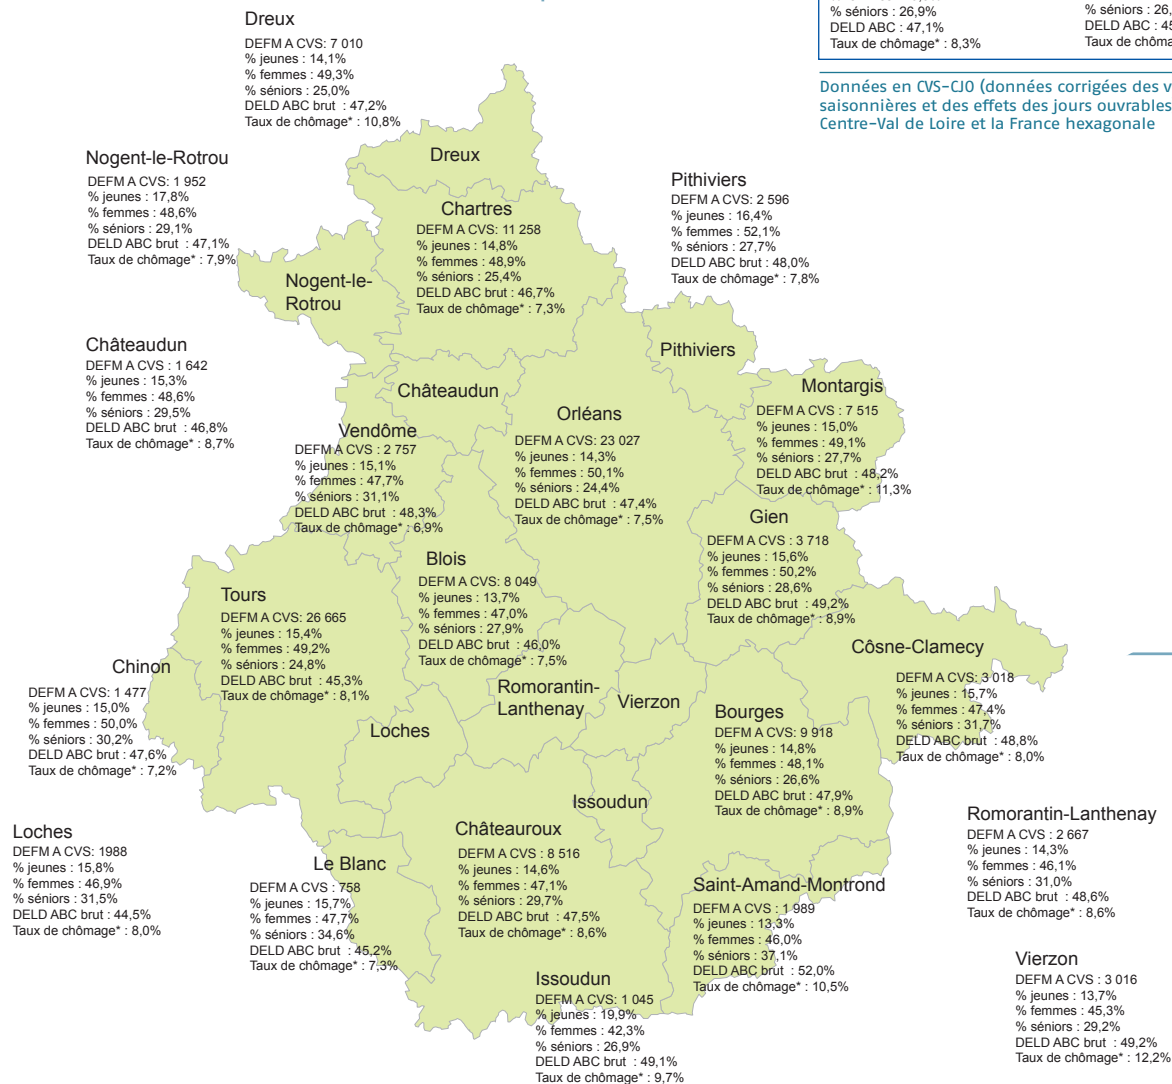 % séniors : 26,9%
DELD ABC : 47,1%
Taux de chômage* : 8,3%
% séniors : 26,
DELD ABC : 45
Taux de chôma
Données en CVS-CJO (données corrigées des v
saisonnières et des effets des jours ouvrables
Centre-Val de Loire et la France hexagonale
Dreux
DEFM A CVS: 7 010
% jeunes : 14,1%
% femmes : 49,3%
% séniors : 25,0%
DELD ABC brut : 47,2%
Taux de chômage* : 10,8%
Dreux
Nogent-le-Rotrou
DEFM A CVS: 1 952
% jeunes : 17,8%
% femmes : 48,6%
% séniors : 29,1%
DELD ABC brut : 47,1%
Taux de chômage* : 7,9%
Nogent-le-
Rotrou
Chartres
DEFM A CVS: 11 258
% jeunes : 14,8%
% femmes : 48,9%
% séniors : 25,4%
DELD ABC brut : 46,7%
Taux de chômage* : 7,3%
Pithiviers
DEFM A CVS: 2 596
% jeunes : 16,4%
% femmes : 52,1%
% séniors : 27,7%
DELD ABC brut : 48,0%
Taux de chômage* : 7,8%
Pithiviers
Châteaudun
DEFM A CVS : 1 642
% jeunes : 15,3%
% femmes : 48,6%
% séniors : 29,5%
DELD ABC brut : 46,8%
Taux de chômage* : 8,7%
Châteaudun
Vendôme
DEFM A CVS : 2 757
% jeunes : 15,1%
% femmes : 47,7%
% séniors : 31,1%
DELD ABC brut : 48,3%
Taux de chômage* : 6,9%
Orléans
DEFM A CVS: 23 027
% jeunes : 14,3%
% femmes : 50,1%
% séniors : 24,4%
DELD ABC brut : 47,4%
Taux de chômage* : 7,5%
Montargis
DEFM A CVS : 7 515
% jeunes : 15,0%
% femmes : 49,1%
% séniors : 27,7%
DELD ABC brut : 48,2%
Taux de chômage* : 11,3%
Gien
DEFM A CVS : 3 718
% jeunes : 15,6%
% femmes : 50,2%
% séniors : 28,6%
DELD ABC brut : 49,2%
Taux de chômage* : 8,9%
Blois
DEFM A CVS: 8 049
% jeunes : 13,7%
% femmes : 47,0%
% séniors : 27,9%
DELD ABC brut : 46,0%
Taux de chômage* : 7,5%
Tours
DEFM A CVS: 26 665
% jeunes : 15,4%
% femmes : 49,2%
% séniors : 24,8%
DELD ABC brut : 45,3%
Taux de chômage* : 8,1%
Chinon
DEFM A CVS: 1 477
% jeunes : 15,0%
% femmes : 50,0%
% séniors : 30,2%
DELD ABC brut : 47,6%
Taux de chômage* : 7,2%
Côsne-Clamecy
DEFM A CVS : 3 018
% jeunes : 15,7%
% femmes : 47,4%
% séniors : 31,7%
DELD ABC brut : 48,8%
Taux de chômage* : 8,0%
Romorantin-
Lanthenay
Vierzon
Loches
Bourges
DEFM A CVS : 9 918
% jeunes : 14,8%
% femmes : 48,1%
% séniors : 26,6%
DELD ABC brut : 47,9%
Taux de chômage* : 8,9%
Issoudun
Loches
DEFM A CVS: 1988
% jeunes : 15,8%
% femmes : 46,9%
% séniors : 31,5%
DELD ABC brut : 44,5%
Taux de chômage* : 8,0%
Le Blanc
DEFM A CVS : 758
% jeunes : 15,7%
% femmes : 47,7%
% séniors : 34,6%
DELD ABC brut : 45,2%
Taux de chômage* : 7,3%
Châteauroux
DEFM A CVS : 8 516
% jeunes : 14,6%
% femmes : 47,1%
% séniors : 29,7%
DELD ABC brut : 47,5%
Taux de chômage* : 8,6%
Saint-Amand-Montrond
DEFM A CVS : 1 989
% jeunes : 13,3%
% femmes : 46,0%
% séniors : 37,1%
DELD ABC brut : 52,0%
Taux de chômage* : 10,5%
Romorantin-Lanthenay
DEFM A CVS : 2 667
% jeunes : 14,3%
% femmes : 46,1%
% séniors : 31,0%
DELD ABC brut : 48,6%
Taux de chômage* : 8,6%
Issoudun
DEFM A CVS: 1 045
% jeunes : 19,9%
% femmes : 42,3%
% séniors : 26,9%
DELD ABC brut : 49,1%
Taux de chômage* : 9,7%
Vierzon
DEFM A CVS : 3 016
% jeunes : 13,7%
% femmes : 45,3%
% séniors : 29,2%
DELD ABC brut : 49,2%
Taux de chômage* : 12,2%